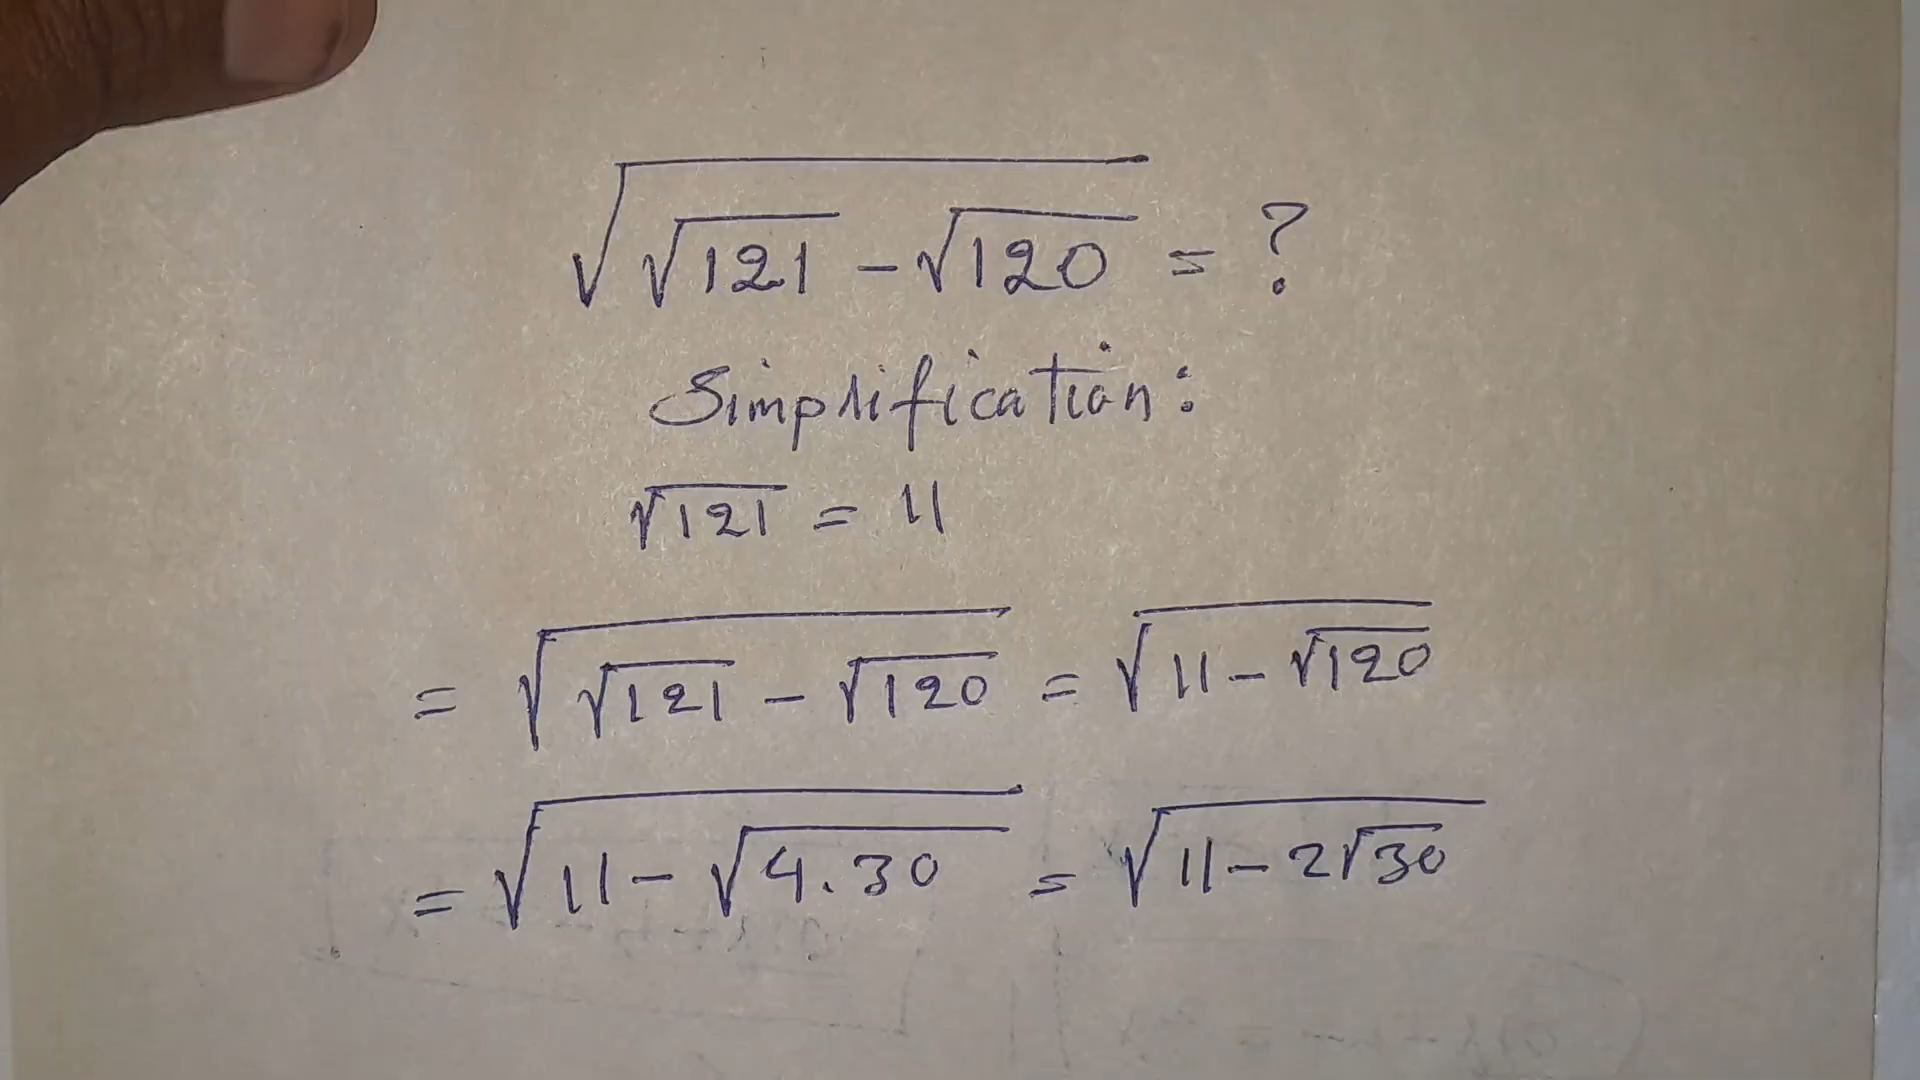 √(√121 - √120) = ?
Simplification:
√121 = 11
= √(√121 - √120) = √(11 - √120)
= √(11 - √(4.30)) = √(11 - 2√30)